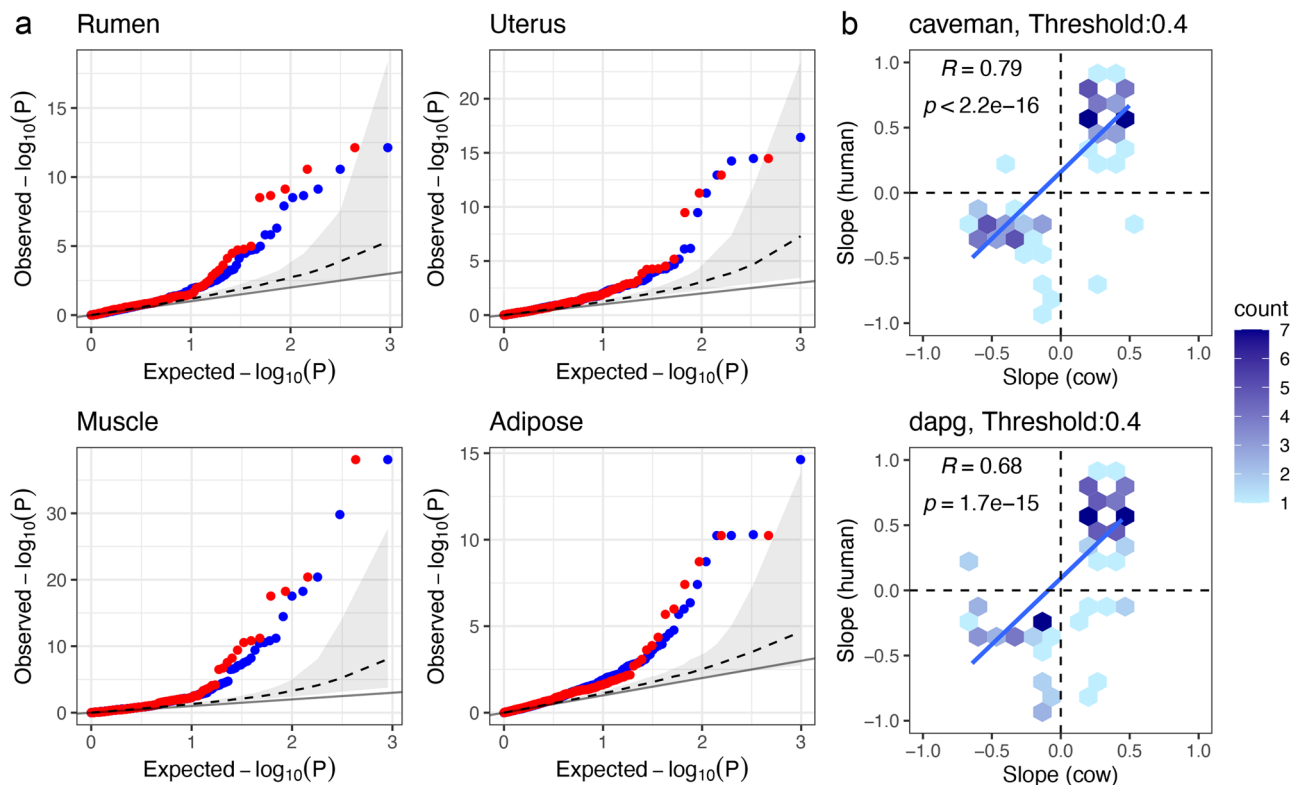 a
Rumen
Observed − log10(P)
15
10
5
0
0 1 2 3
Expected − log10(P)
Uterus
Observed − log10(P)
20
15
10
5
0
0 1 2 3
Expected − log10(P)
Muscle
Observed − log10(P)
30
20
10
0
0 1 2 3
Expected − log10(P)
Adipose
Observed − log10(P)
15
10
5
0
0 1 2 3
Expected − log10(P)
b
caveman, Threshold:0.4
R = 0.79
p < 2.2e−16
Slope (human)
1.0
0.5
0.0
−0.5
−1.0
−1.0 −0.5 0.0 0.5 1.0
Slope (cow)
dapg, Threshold:0.4
R = 0.68
p = 1.7e−15
Slope (human)
1.0
0.5
0.0
−0.5
−1.0
−1.0 −0.5 0.0 0.5 1.0
Slope (cow)
count
7
6
5
4
3
2
1